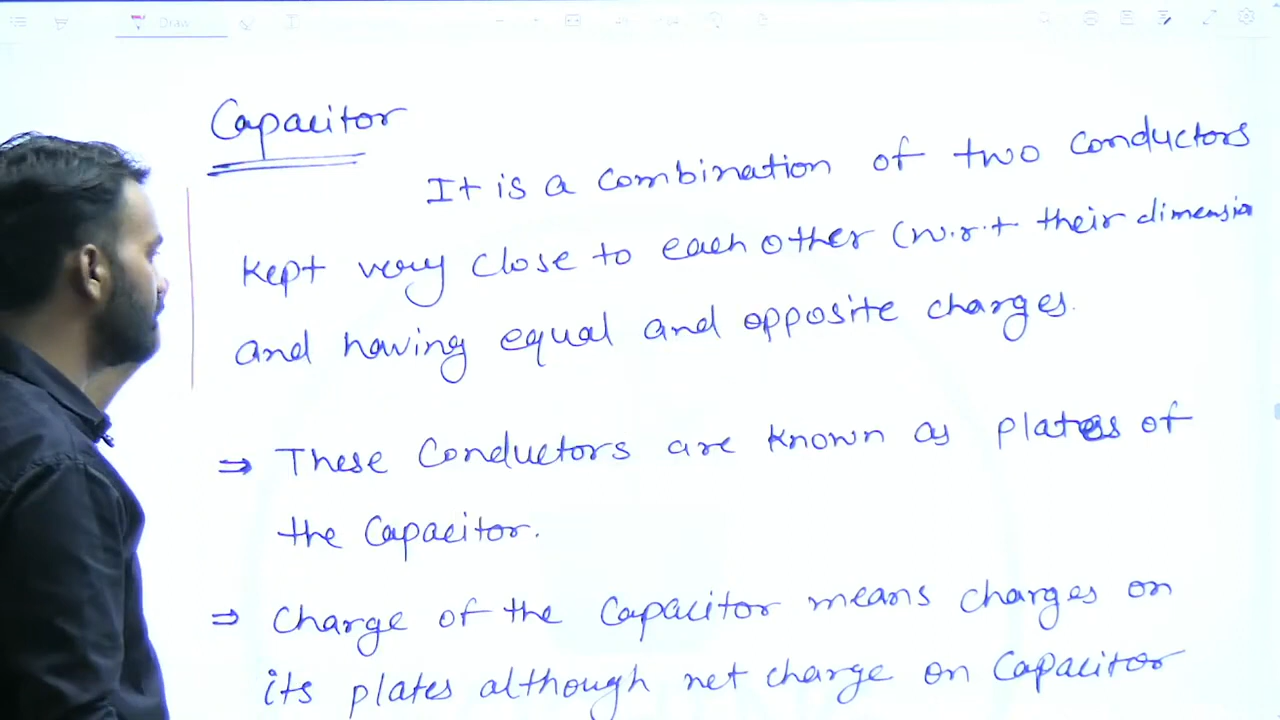 Draw
Capacitor
It is a combination of two conductors
kept very close to each other (w.r.t their dimensio
and having equal and opposite charges.
⇒ These conductors are known as plates of
the Capacitor.
⇒ Charge of the Capacitor means charges on
its plates although net charge on Capacitor